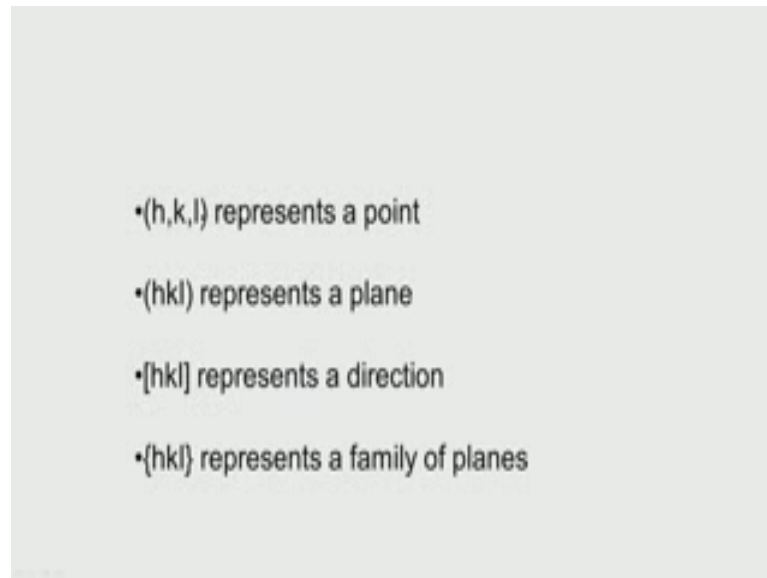 •(h,k,l) represents a point
•(hkl) represents a plane
•[hkl] represents a direction
•{hkl} represents a family of planes